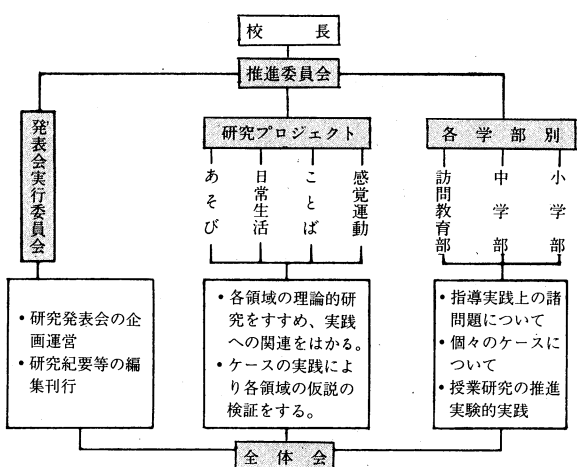 校長
推進委員会
発表会実行委員会
研究プロジェクト
各学部別
あそび
日常生活
ことば
感覚運動
訪問教育部
中学部
小学部
・研究発表会の企
画運営
・研究紀要等の編
集刊行
・各領域の理論的研
究をすすめ、実践
への関連をはかる。
・ケースの実践によ
り各領域の仮説の
検証をする。
・指導実践上の諸
問題について
・個々のケースに
ついて
・授業研究の推進
実験的実践
全体会